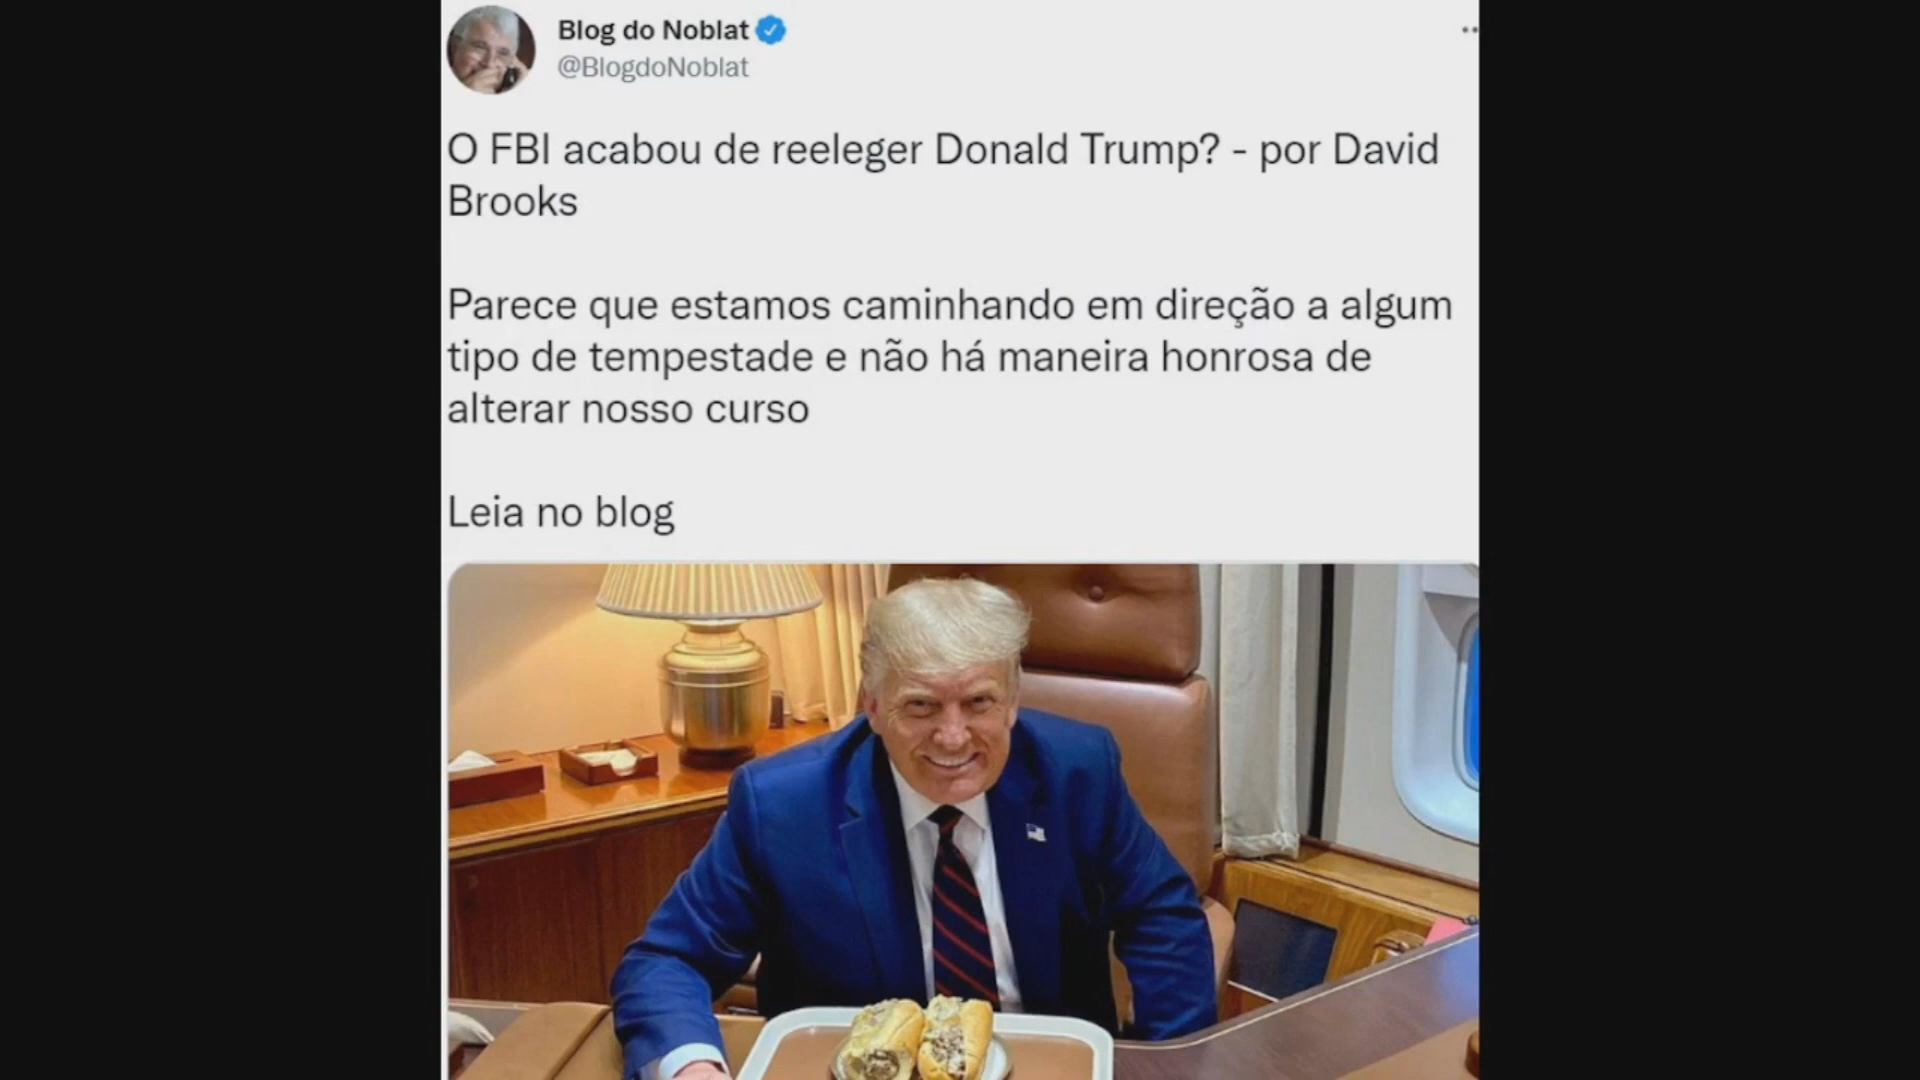 Blog do Noblat
@BlogdoNoblat
O FBI acabou de reeleger Donald Trump? - por David
Brooks
Parece que estamos caminhando em direção a algum
tipo de tempestade e não há maneira honrosa de
alterar nosso curso
Leia no blog